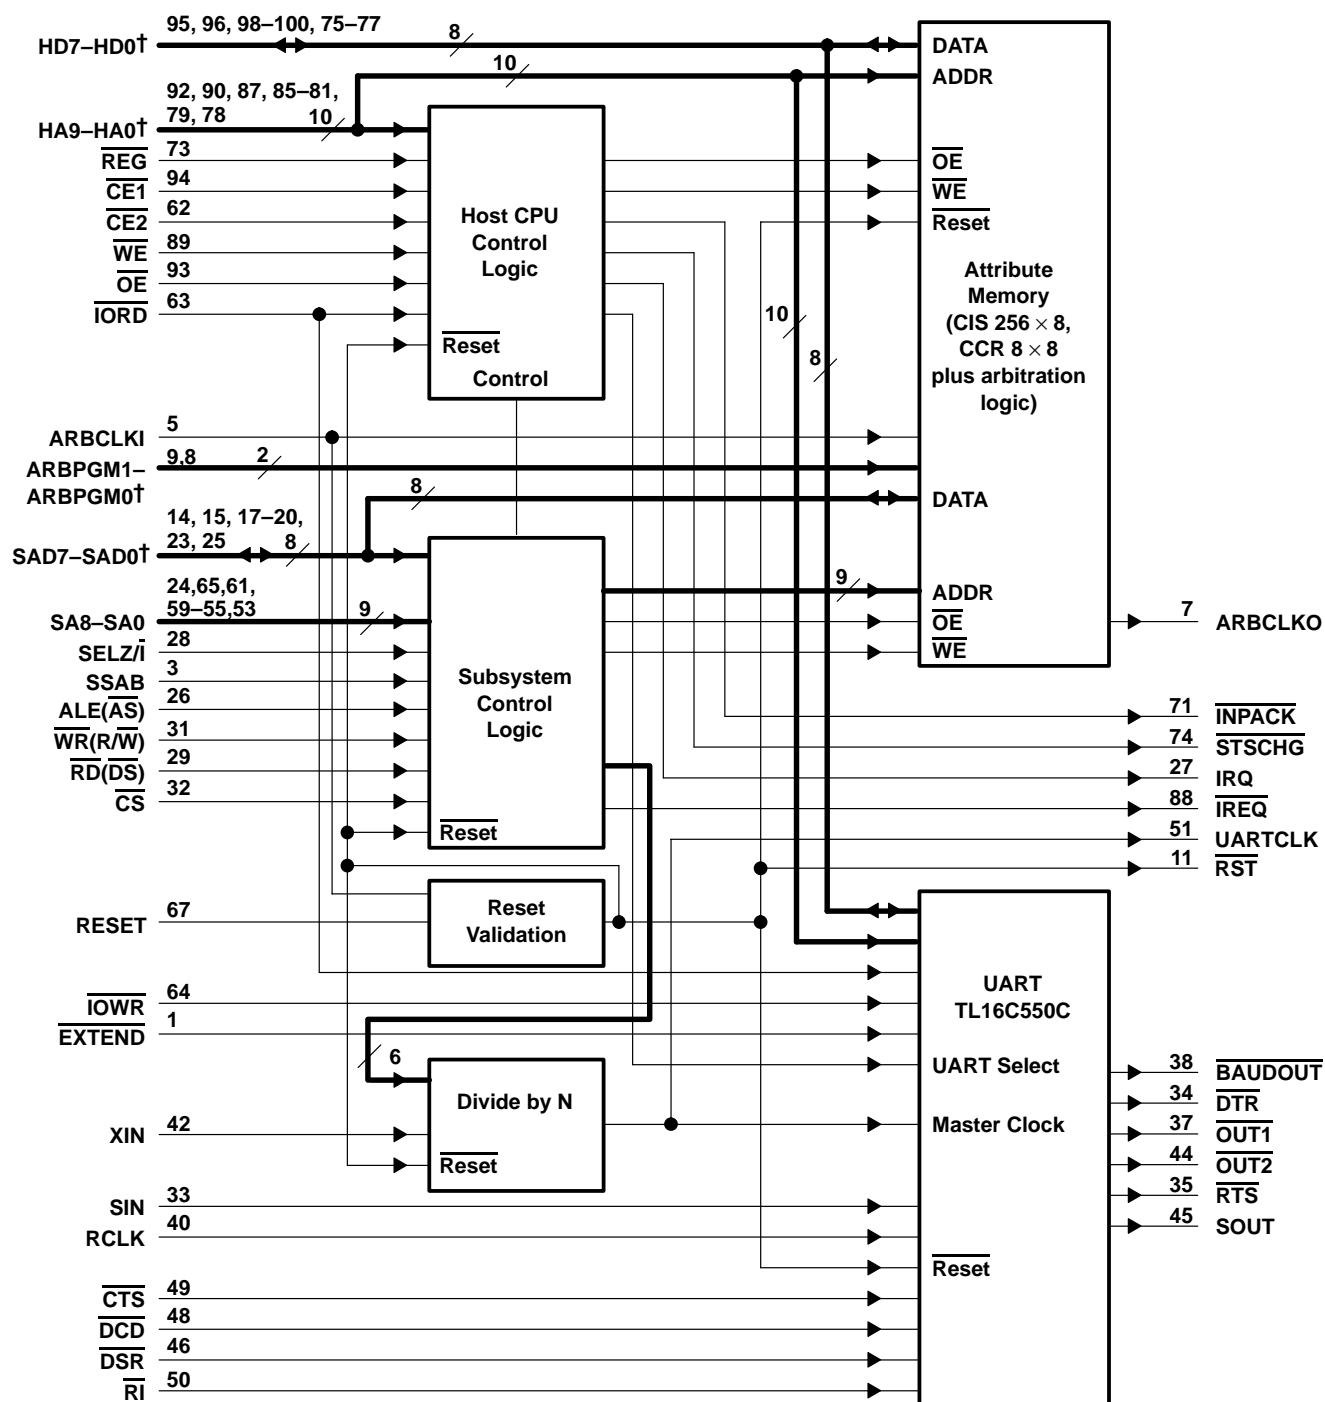 95, 96, 98–100, 75–77
HD7–HD0†
8
DATA
10
ADDR
92, 90, 87, 85–81,
79, 78
10
HA9–HA0†
REG
73
OE
CE1
94
WE
CE2
62
Reset
WE
89
OE
93
IORD
63
Host CPU
Control
Logic
Reset
Control
Attribute
Memory
(CIS 256 × 8,
CCR 8 × 8
plus arbitration
logic)
10
8
ARBCLKI
5
ARBPGM1–
ARBPGM0†
9,8
2
8
DATA
14, 15, 17–20,
23, 25
8
SAD7–SAD0†
24,65,61,
59–55,53
9
SA8–SA0
9
ADDR
OE
WE
7
ARBCLKO
SELZ/I
28
SSAB
3
ALE(AS)
26
WR(R/W)
31
RD(DS)
29
CS
32
Subsystem
Control
Logic
Reset
71
INPACK
74
STSCHG
27
IRQ
88
IREQ
51
UARTCLK
11
RST
RESET
67
Reset
Validation
IOWR
64
EXTEND
1
UART
TL16C550C
6
UART Select
Divide by N
XIN
42
Master Clock
Reset
38
BAUDOUT
34
DTR
37
OUT1
44
OUT2
35
RTS
45
SOUT
SIN
33
RCLK
40
Reset
CTS
49
DCD
48
DSR
46
RI
50